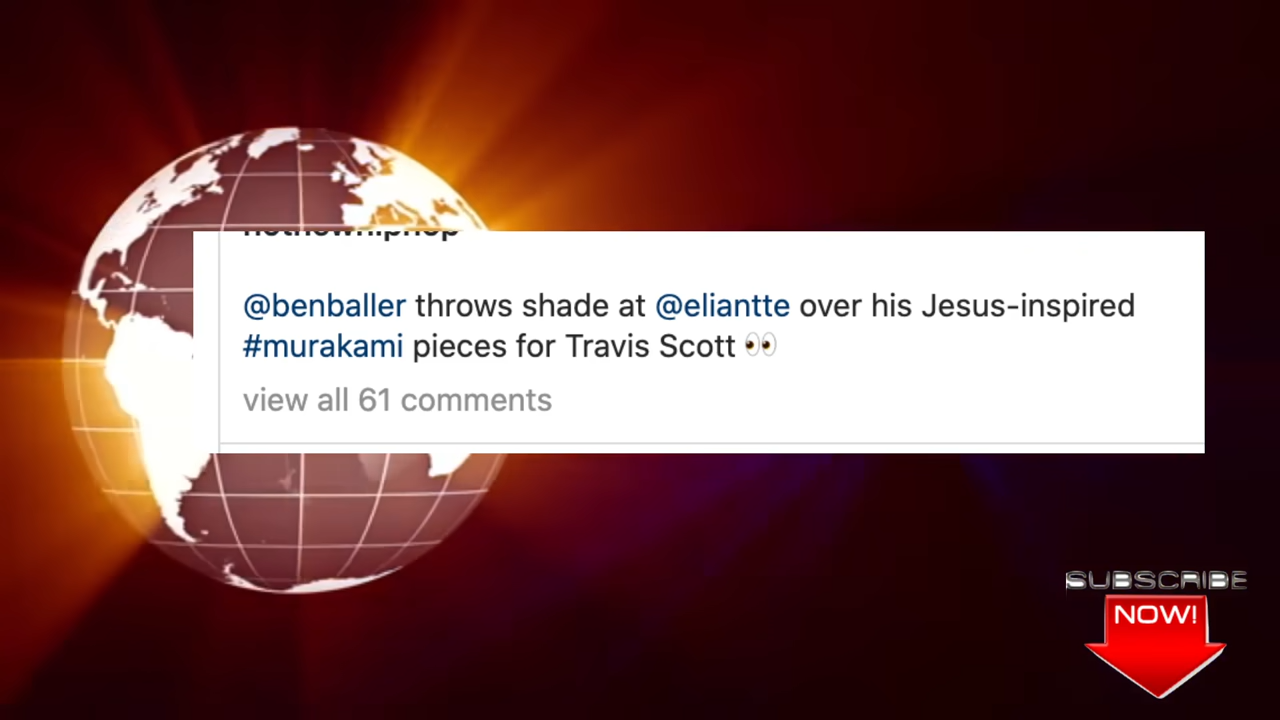 @benballer throws shade at @eliantte over his Jesus-inspired
#murakami pieces for Travis Scott 👀
view all 61 comments
SUBSCRIBE
NOW!